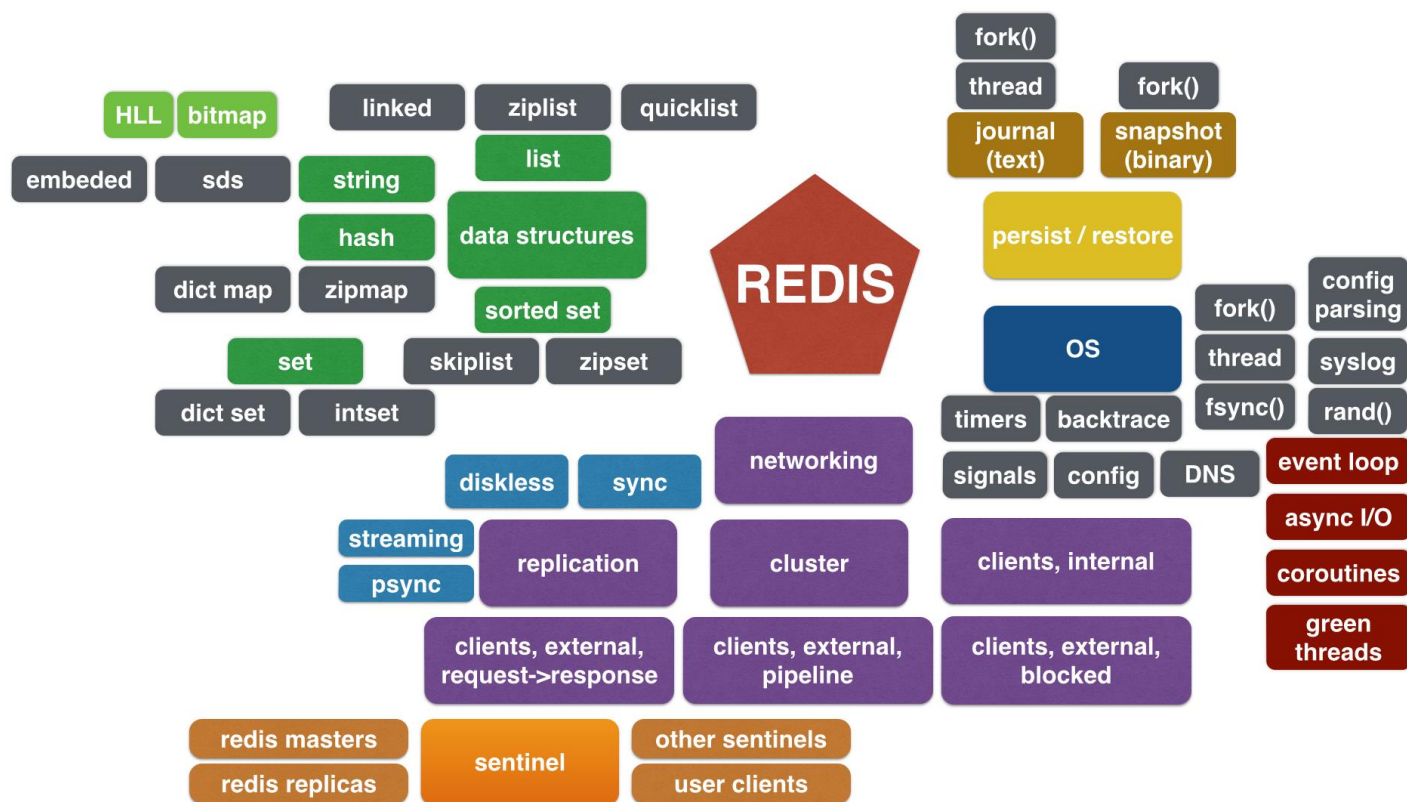 fork()
thread
fork()
journal
(text)
snapshot
(binary)
HLL
bitmap
linked
ziplist
quicklist
list
embeded
sds
string
hash
data structures
dict map
zipmap
sorted set
set
skiplist
zipset
dict set
intset
REDIS
persist / restore
OS
fork()
config
parsing
thread
syslog
fsync()
rand()
timers
backtrace
signals
config
DNS
event loop
async I/O
coroutines
green
threads
networking
diskless
sync
streaming
psync
replication
cluster
clients, internal
clients, external,
request->response
clients, external,
pipeline
clients, external,
blocked
redis masters
redis replicas
sentinel
other sentinels
user clients